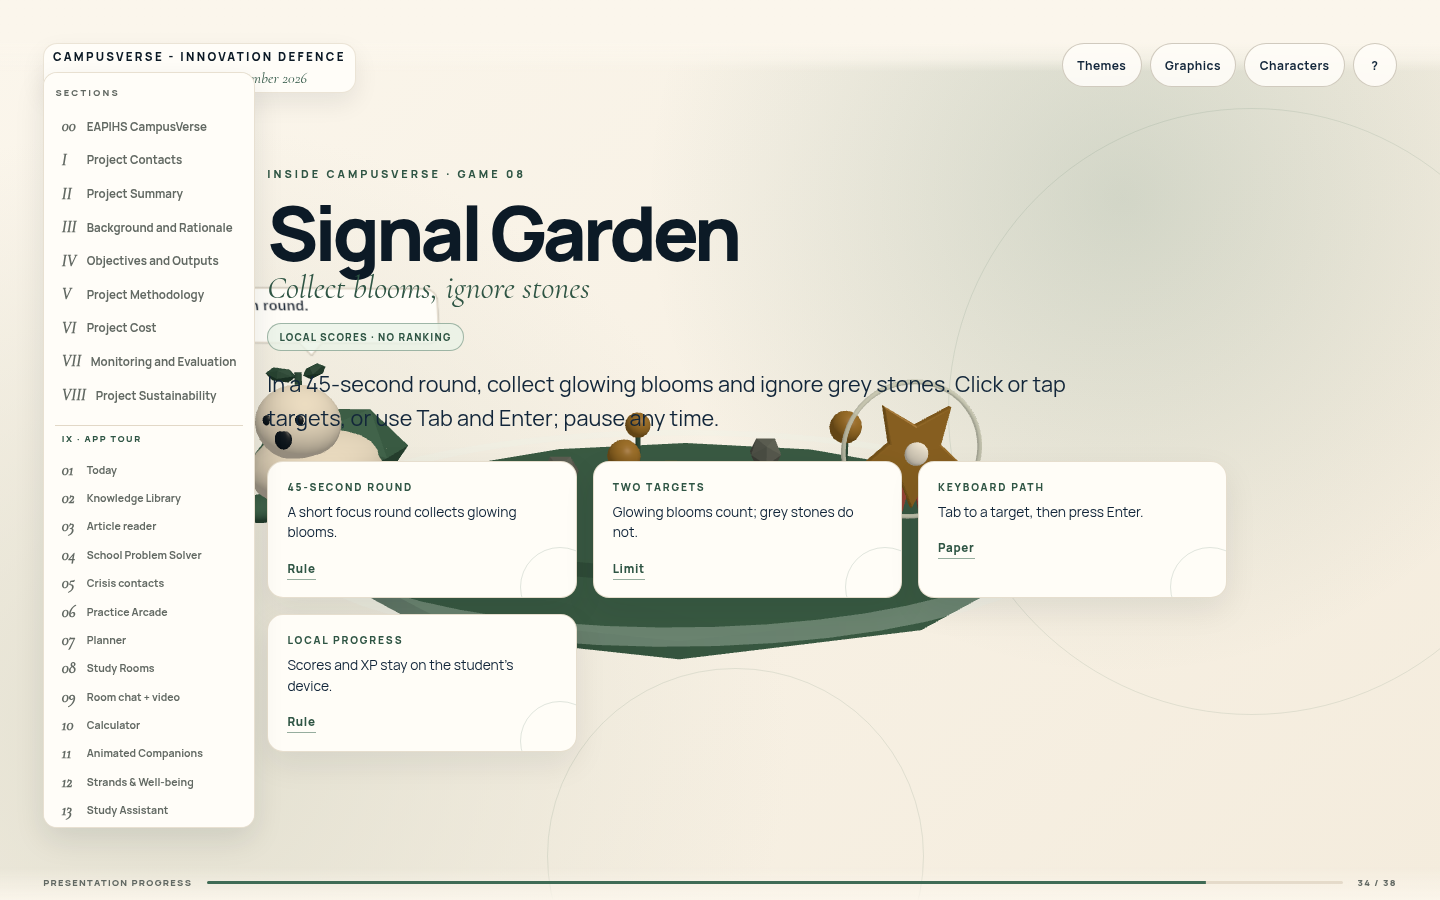 CAMPUSVERSE - INNOVATION DEFENCE
2026
Themes
Graphics
Characters
?
SECTIONS
00 EAPIHS CampusVerse
I Project Contacts
II Project Summary
III Background and Rationale
IV Objectives and Outputs
V Project Methodology
VI Project Cost
VII Monitoring and Evaluation
VIII Project Sustainability
IX · APP TOUR
01 Today
02 Knowledge Library
03 Article reader
04 School Problem Solver
05 Crisis contacts
06 Practice Arcade
07 Planner
08 Study Rooms
09 Room chat + video
10 Calculator
11 Animated Companions
12 Strands & Well-being
13 Study Assistant
INSIDE CAMPUSVERSE · GAME 08
Signal Garden
Collect blooms, ignore stones
round.
LOCAL SCORES · NO RANKING
In a 45-second round, collect glowing blooms and ignore grey stones. Click or tap
targets, or use Tab and Enter; pause any time.
45-SECOND ROUND
A short focus round collects glowing
blooms.
Rule
TWO TARGETS
Glowing blooms count; grey stones do
not.
Limit
KEYBOARD PATH
Tab to a target, then press Enter.
Paper
LOCAL PROGRESS
Scores and XP stay on the student's
device.
Rule
PRESENTATION PROGRESS
34 / 38